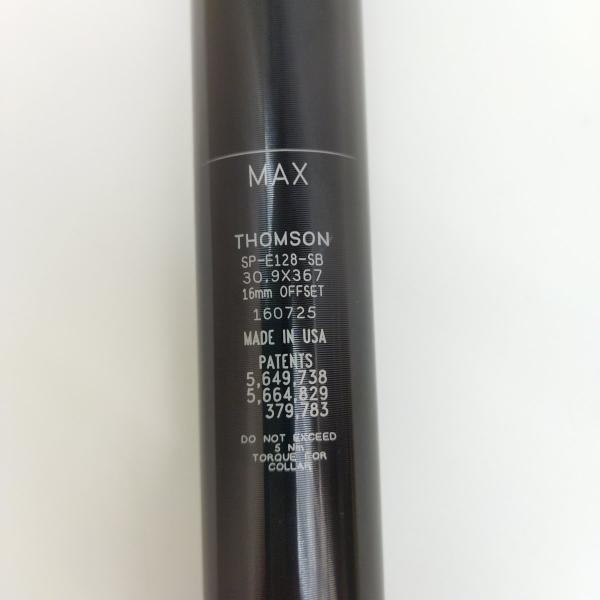 MAX
THOMSON
SP-E128-SB
30.9X367
16mm OFFSET
160725
MADE IN USA
PATENTS
5,649,738
5,664,829
379,783
DO NOT EXCEED
5 Nm
TORQUE FOR
COLLAR